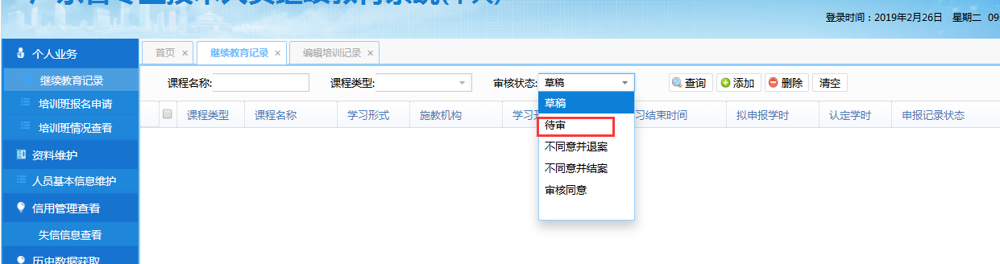 登录时间：2019年2月26日 星期二 09
个人业务
继续教育记录
培训班报名申请
培训班情况查看
资料维护
人员基本信息维护
信用管理查看
失信信息查看
历史数据获取
首页 × 继续教育记录 × 编辑培训记录 ×
课程名称: 课程类型: 审核状态: 草稿 查询 添加 删除 清空
课程类型 课程名称 学习形式 施教机构 学习 习结束时间 拟申报学时 认定学时 申报记录状态
草稿
待审
不同意并退案
不同意并结案
审核同意